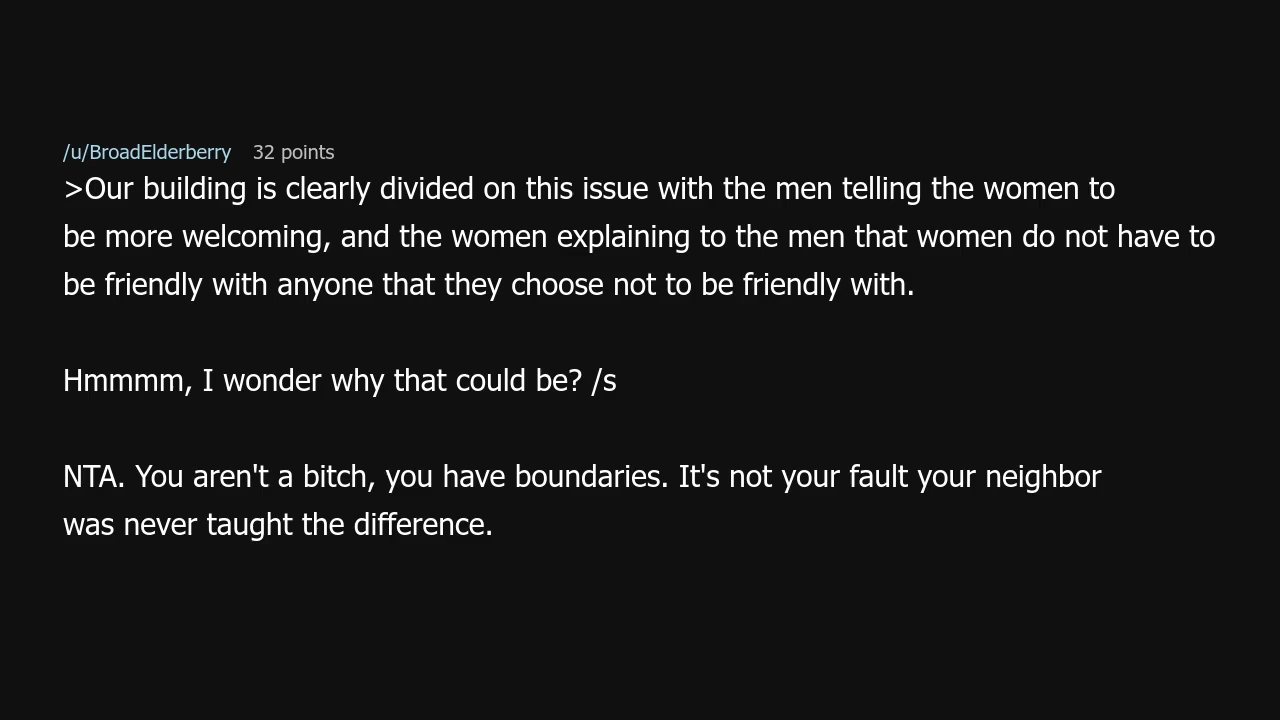 /u/BroadElderberry 32 points
>Our building is clearly divided on this issue with the men telling the women to
be more welcoming, and the women explaining to the men that women do not have to
be friendly with anyone that they choose not to be friendly with.
Hmmmm, I wonder why that could be? /s
NTA. You aren't a bitch, you have boundaries. It's not your fault your neighbor
was never taught the difference.